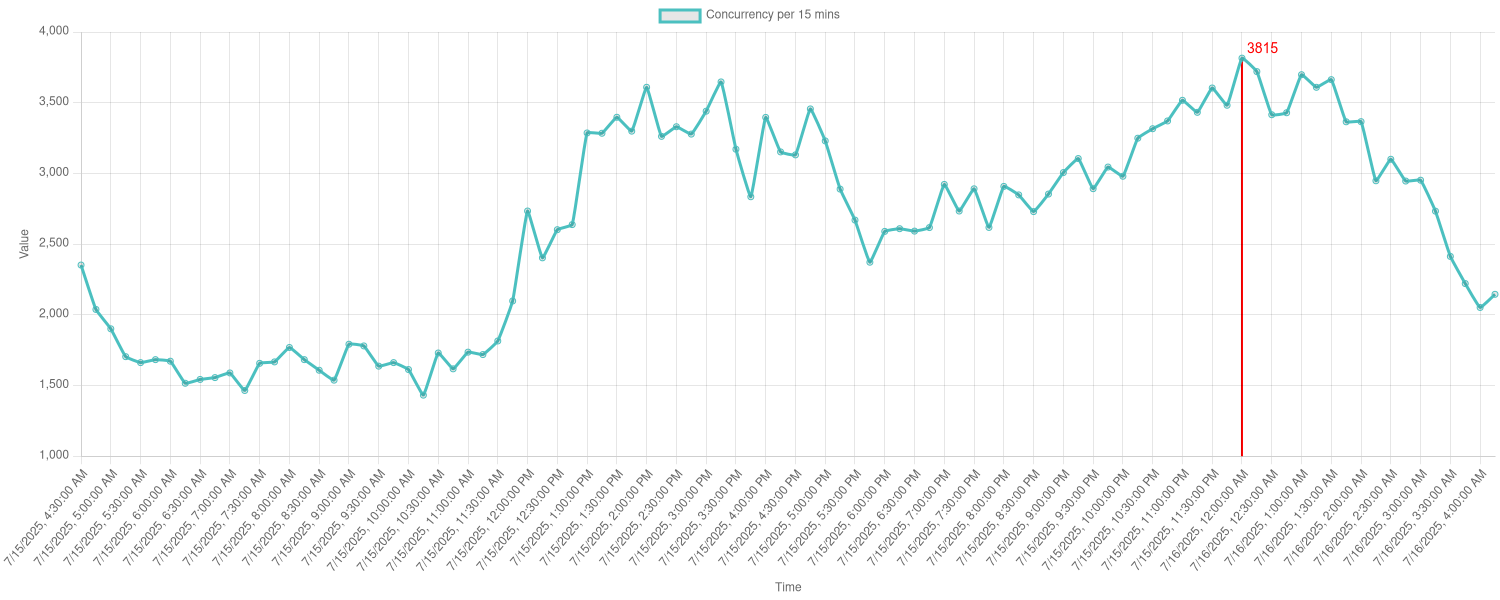 Concurrency per 15 mins
4,000
3815
3,500
3,000
2,500
Value
2,000
1,500
1,000
7/15/2025, 4:30:00 AM
7/15/2025, 5:00:00 AM
7/15/2025, 5:30:00 AM
7/15/2025, 6:00:00 AM
7/15/2025, 6:30:00 AM
7/15/2025, 7:00:00 AM
7/15/2025, 7:30:00 AM
7/15/2025, 8:00:00 AM
7/15/2025, 8:30:00 AM
7/15/2025, 9:00:00 AM
7/15/2025, 9:30:00 AM
7/15/2025, 10:00:00 AM
7/15/2025, 10:30:00 AM
7/15/2025, 11:00:00 AM
7/15/2025, 11:30:00 AM
7/15/2025, 12:00:00 PM
7/15/2025, 12:30:00 PM
7/15/2025, 1:00:00 PM
7/15/2025, 1:30:00 PM
7/15/2025, 2:00:00 PM
7/15/2025, 2:30:00 PM
7/15/2025, 3:00:00 PM
7/15/2025, 3:30:00 PM
7/15/2025, 4:00:00 PM
7/15/2025, 4:30:00 PM
7/15/2025, 5:00:00 PM
7/15/2025, 5:30:00 PM
7/15/2025, 6:00:00 PM
7/15/2025, 6:30:00 PM
7/15/2025, 7:00:00 PM
7/15/2025, 7:30:00 PM
7/15/2025, 8:00:00 PM
7/15/2025, 8:30:00 PM
7/15/2025, 9:00:00 PM
7/15/2025, 9:30:00 PM
7/15/2025, 10:00:00 PM
7/15/2025, 10:30:00 PM
7/15/2025, 11:00:00 PM
7/15/2025, 11:30:00 PM
7/16/2025, 12:00:00 AM
7/16/2025, 12:30:00 AM
7/16/2025, 1:00:00 AM
7/16/2025, 1:30:00 AM
7/16/2025, 2:00:00 AM
7/16/2025, 2:30:00 AM
7/16/2025, 3:00:00 AM
7/16/2025, 3:30:00 AM
7/16/2025, 4:00:00 AM
Time